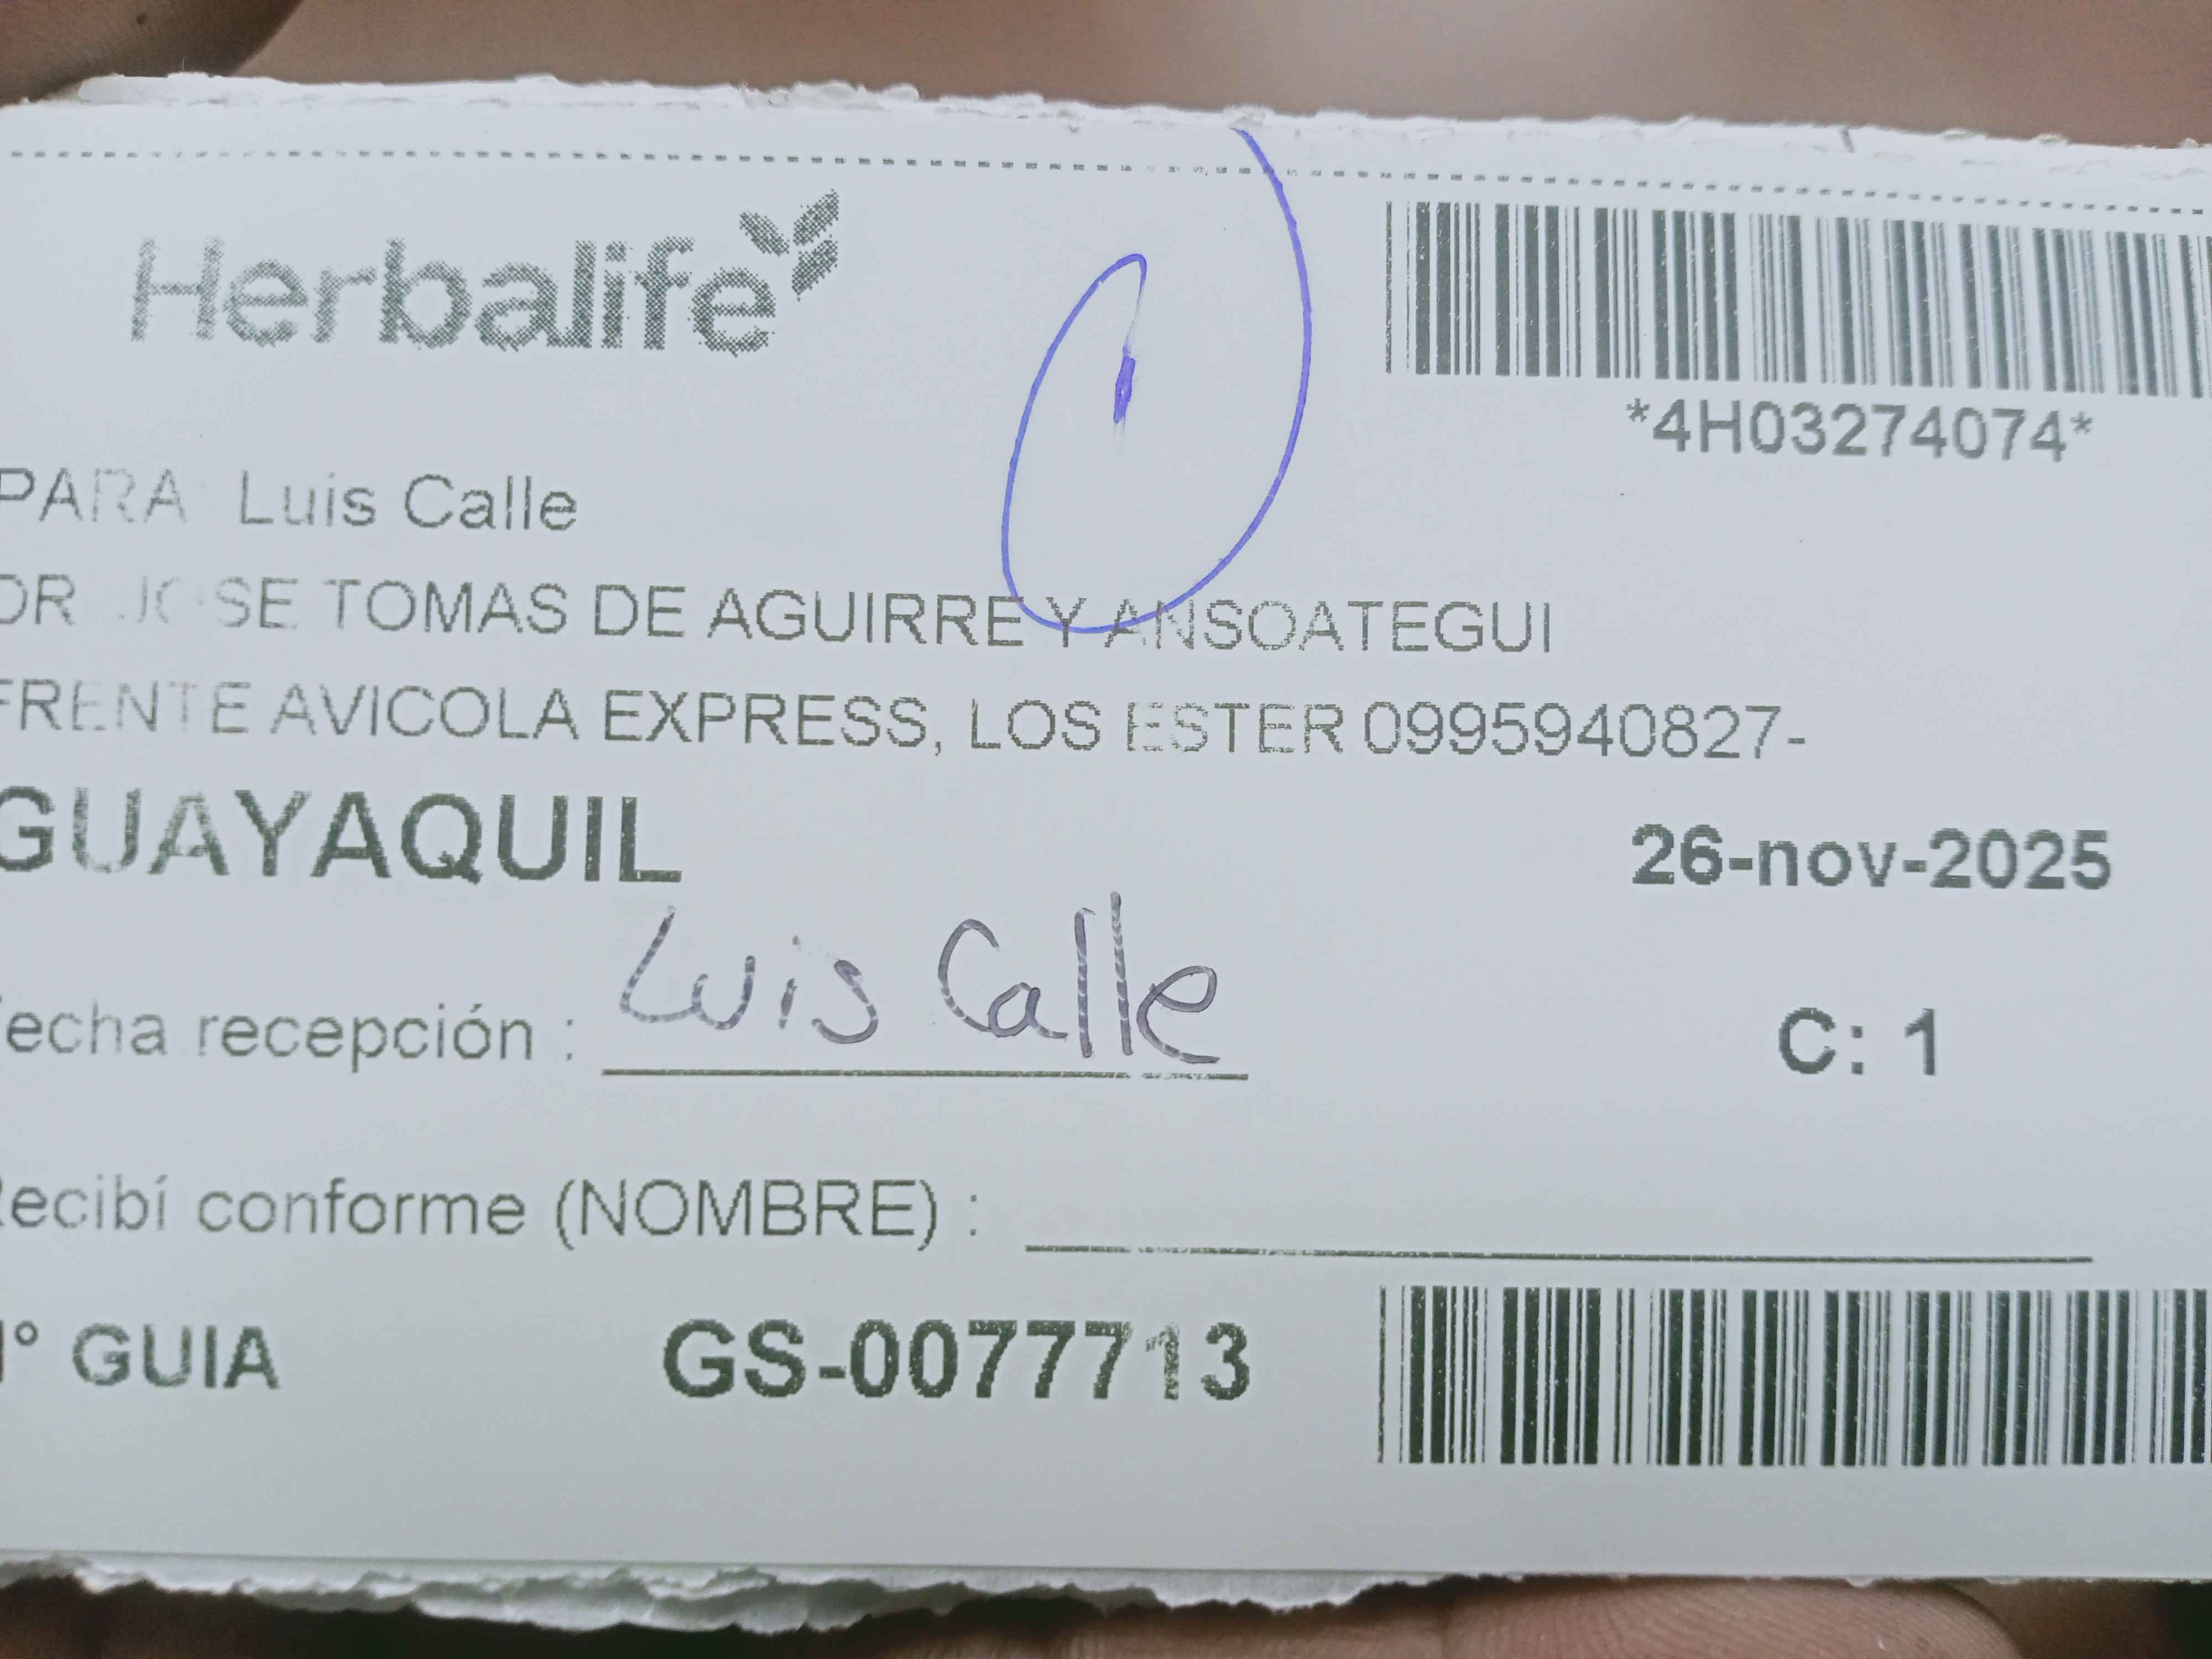 Herbalife
*4H03274074*
PARA Luis Calle
DR JOSE TOMAS DE AGUIRRE Y ANSOATEGUI
FRENTE AVICOLA EXPRESS, LOS ESTER 0995940827-
GUAYAQUIL
26-nov-2025
echa recepción : Luis Calle
C: 1
ecibí conforme (NOMBRE) :
° GUIA GS-0077713